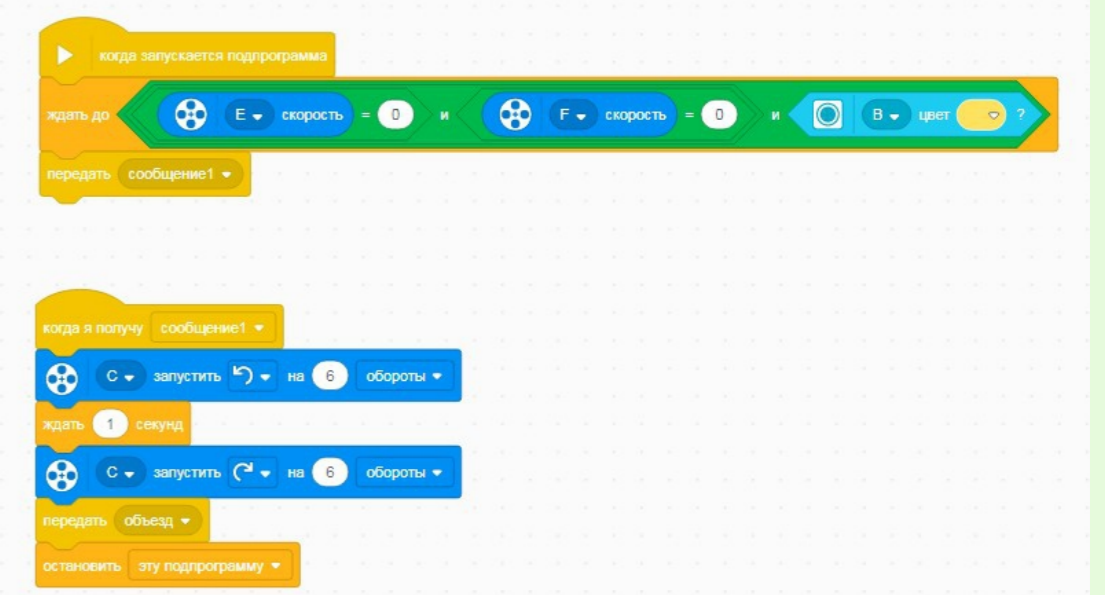 когда запускается подпрограмма
ждать до E скорость = 0 и F скорость = 0 и B цвет ?
передать сообщение1
когда я получу сообщение1
C запустить на 6 обороты
ждать 1 секунд
C запустить на 6 обороты
передать объезд
остановить эту подпрограмму